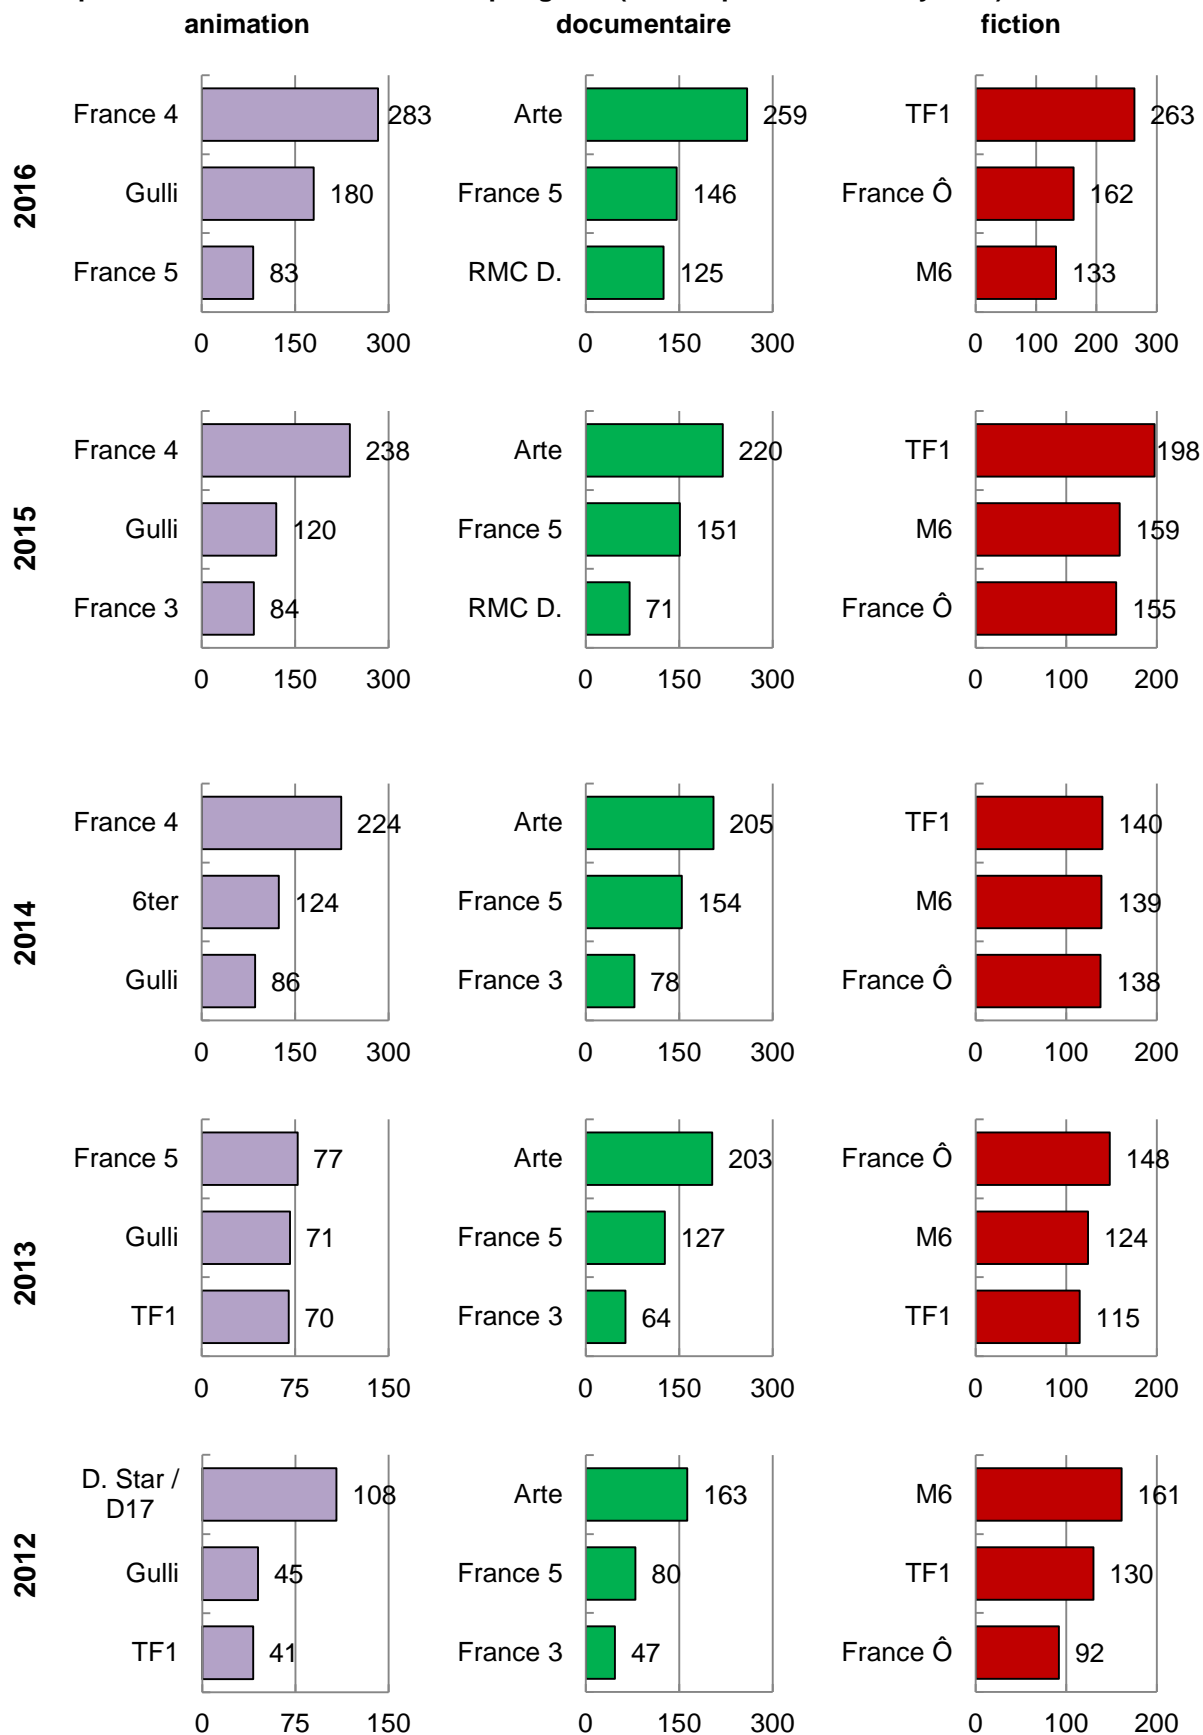 animation documentaire fiction
2016
France 4 283
Gulli 180
France 5 83
0 150 300
Arte 259
France 5 146
RMC D. 125
0 150 300
TF1 263
France Ô 162
M6 133
0 100 200 300
2015
France 4 238
Gulli 120
France 3 84
0 150 300
Arte 220
France 5 151
RMC D. 71
0 150 300
TF1 198
M6 159
France Ô 155
0 100 200
2014
France 4 224
6ter 124
Gulli 86
0 150 300
Arte 205
France 5 154
France 3 78
0 150 300
TF1 140
M6 139
France Ô 138
0 100 200
2013
France 5 77
Gulli 71
TF1 70
0 75 150
Arte 203
France 5 127
France 3 64
0 150 300
France Ô 148
M6 124
TF1 115
0 100 200
2012
D. Star /
D17 108
Gulli 45
TF1 41
0 75 150
Arte 163
France 5 80
France 3 47
0 150 300
M6 161
TF1 130
France Ô 92
0 100 200